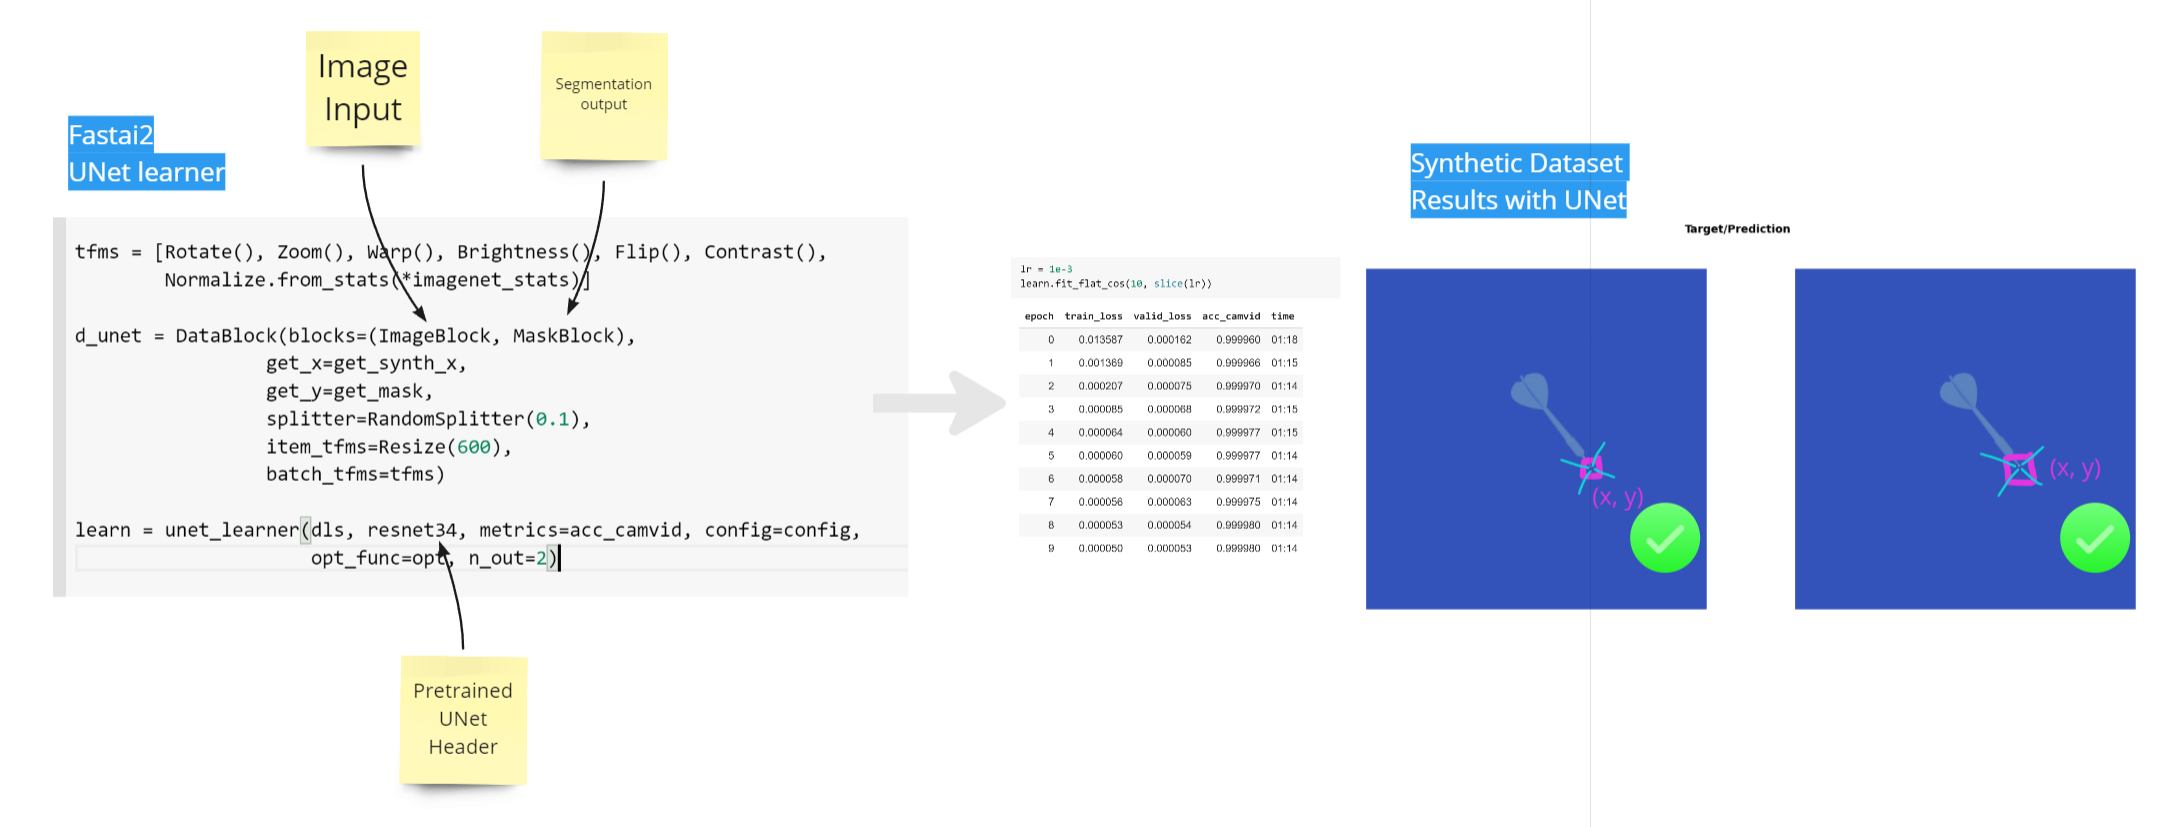 Image
Input
Segmentation
output
Fastai2
UNet learner
tfms = [Rotate(), Zoom(), Warp(), Brightness(), Flip(), Contrast(),
Normalize.from_stats(*imagenet_stats)]
d_unet = DataBlock(blocks=(ImageBlock, MaskBlock),
get_x=get_synth_x,
get_y=get_mask,
splitter=RandomSplitter(0.1),
item_tfms=Resize(600),
batch_tfms=tfms)
learn = unet_learner(dls, resnet34, metrics=acc_camvid, config=config,
opt_func=opt, n_out=2)
Pretrained
UNet
Header
lr = 1e-3
learn.fit_flat_cos(10, slice(lr))
epoch train_loss valid_loss acc_camvid time
0 0.013587 0.000162 0.999960 01:18
1 0.001369 0.000085 0.999966 01:15
2 0.000207 0.000075 0.999970 01:14
3 0.000085 0.000068 0.999972 01:15
4 0.000064 0.000060 0.999977 01:15
5 0.000060 0.000059 0.999977 01:14
6 0.000058 0.000070 0.999971 01:14
7 0.000056 0.000063 0.999975 01:14
8 0.000053 0.000054 0.999980 01:14
9 0.000050 0.000053 0.999980 01:14
Synthetic Dataset
Results with UNet
Target/Prediction
(x, y)
(x, y)